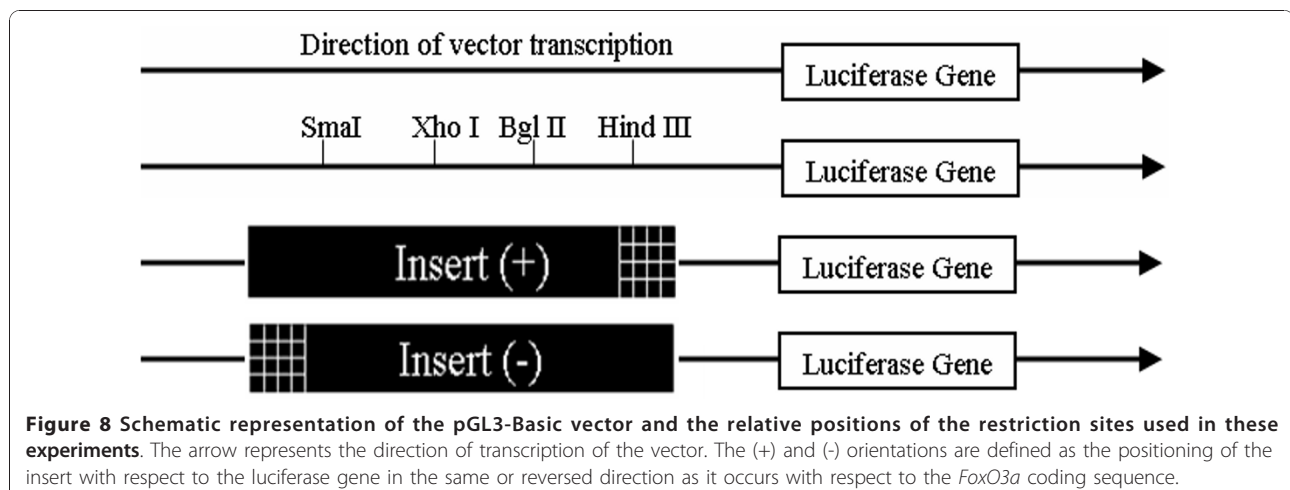 Direction of vector transcription
Luciferase Gene
SmaI Xho I Bgl II Hind III
Luciferase Gene
Insert (+)
Luciferase Gene
Insert (-)
Luciferase Gene
Figure 8 Schematic representation of the pGL3-Basic vector and the relative positions of the restriction sites used in these
experiments. The arrow represents the direction of transcription of the vector. The (+) and (-) orientations are defined as the positioning of the
insert with respect to the luciferase gene in the same or reversed direction as it occurs with respect to the FoxO3a coding sequence.